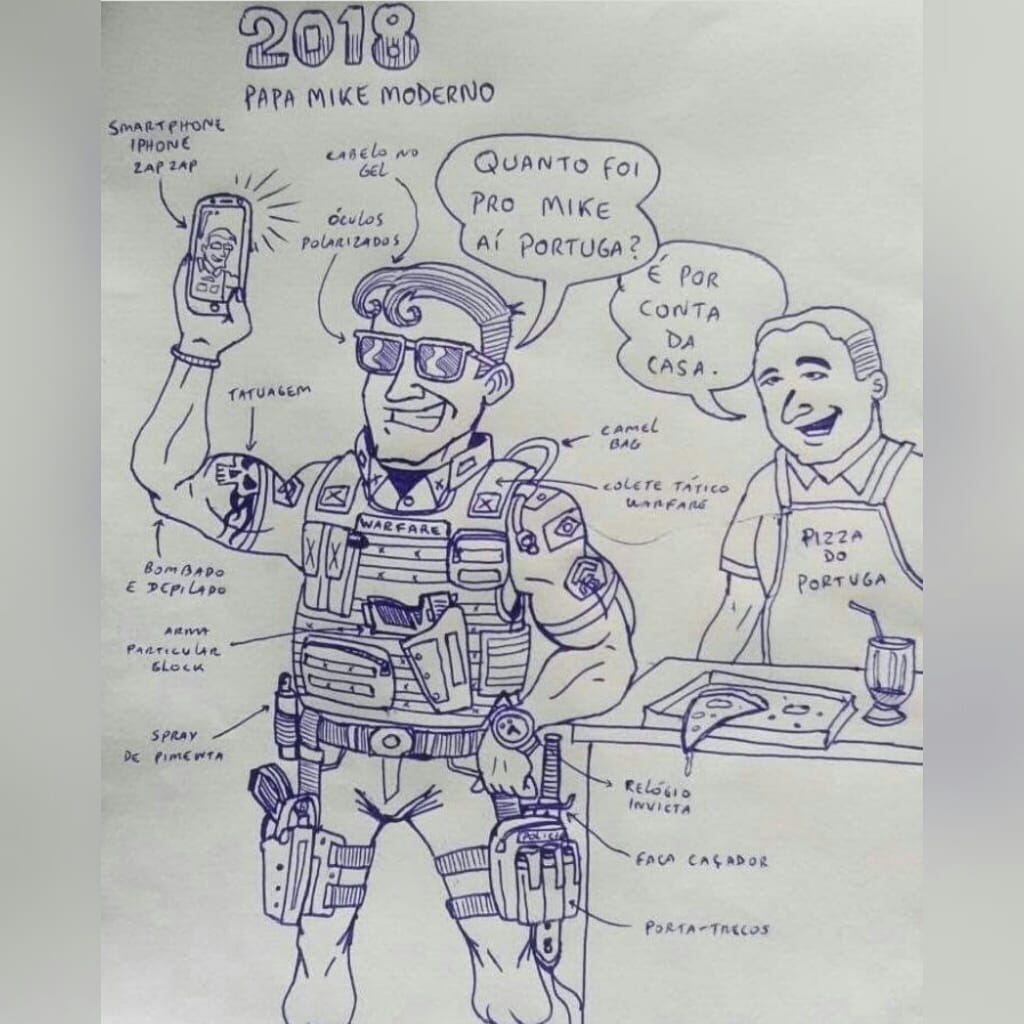 2018
PAPA MIKE MODERNO
SMARTPHONE
IPHONE
ZAP ZAP
CABELO NO
GEL
ÓCULOS
POLARIZADOS
QUANTO FOI
PRO MIKE
AÍ PORTUGA?
É POR
CONTA
DA
CASA.
TATUAGEM
CAMEL
BAG
COLETE TÁTICO
WARFARE
WARFARE
PIZZA
DO
PORTUGA
BOMBADO
E DEPILADO
ARMA
PARTICULAR
GLOCK
SPRAY
DE PIMENTA
RELÓGIO
INVICTA
POLICIA
FACA CAÇADOR
PORTA-TRECOS